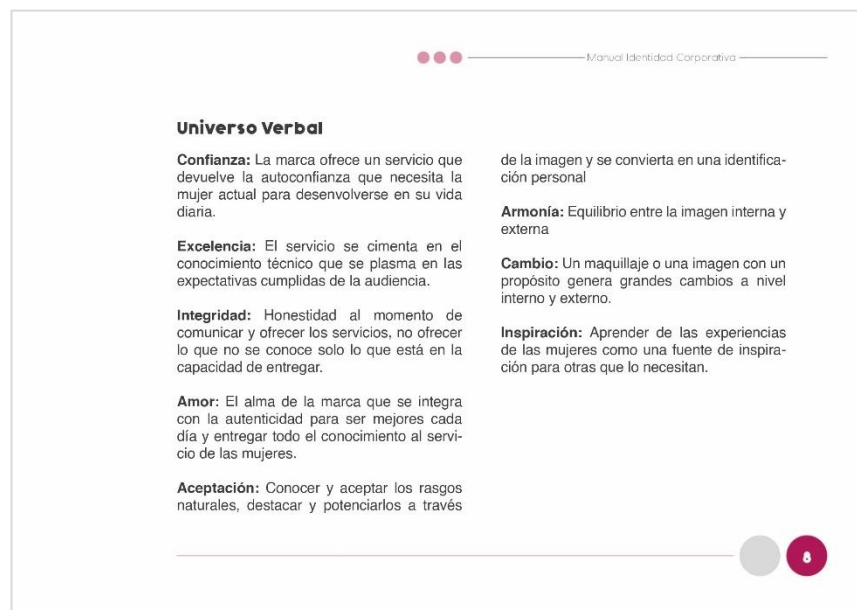 Manual Identidad Corporativa
Universo Verbal
Confianza: La marca ofrece un servicio que
devuelve la autoconfianza que necesita la
mujer actual para desenvolverse en su vida
diaria.
Excelencia: El servicio se cimenta en el
conocimiento técnico que se plasma en las
expectativas cumplidas de la audiencia.
Integridad: Honestidad al momento de
comunicar y ofrecer los servicios, no ofrecer
lo que no se conoce solo lo que está en la
capacidad de entregar.
Amor: El alma de la marca que se integra
con la autenticidad para ser mejores cada
día y entregar todo el conocimiento al servi-
cio de las mujeres.
Aceptación: Conocer y aceptar los rasgos
naturales, destacar y potenciarlos a través
de la imagen y se convierta en una identifica-
ción personal
Armonía: Equilibrio entre la imagen interna y
externa
Cambio: Un maquillaje o una imagen con un
propósito genera grandes cambios a nivel
interno y externo.
Inspiración: Aprender de las experiencias
de las mujeres como una fuente de inspira-
ción para otras que lo necesitan.
8